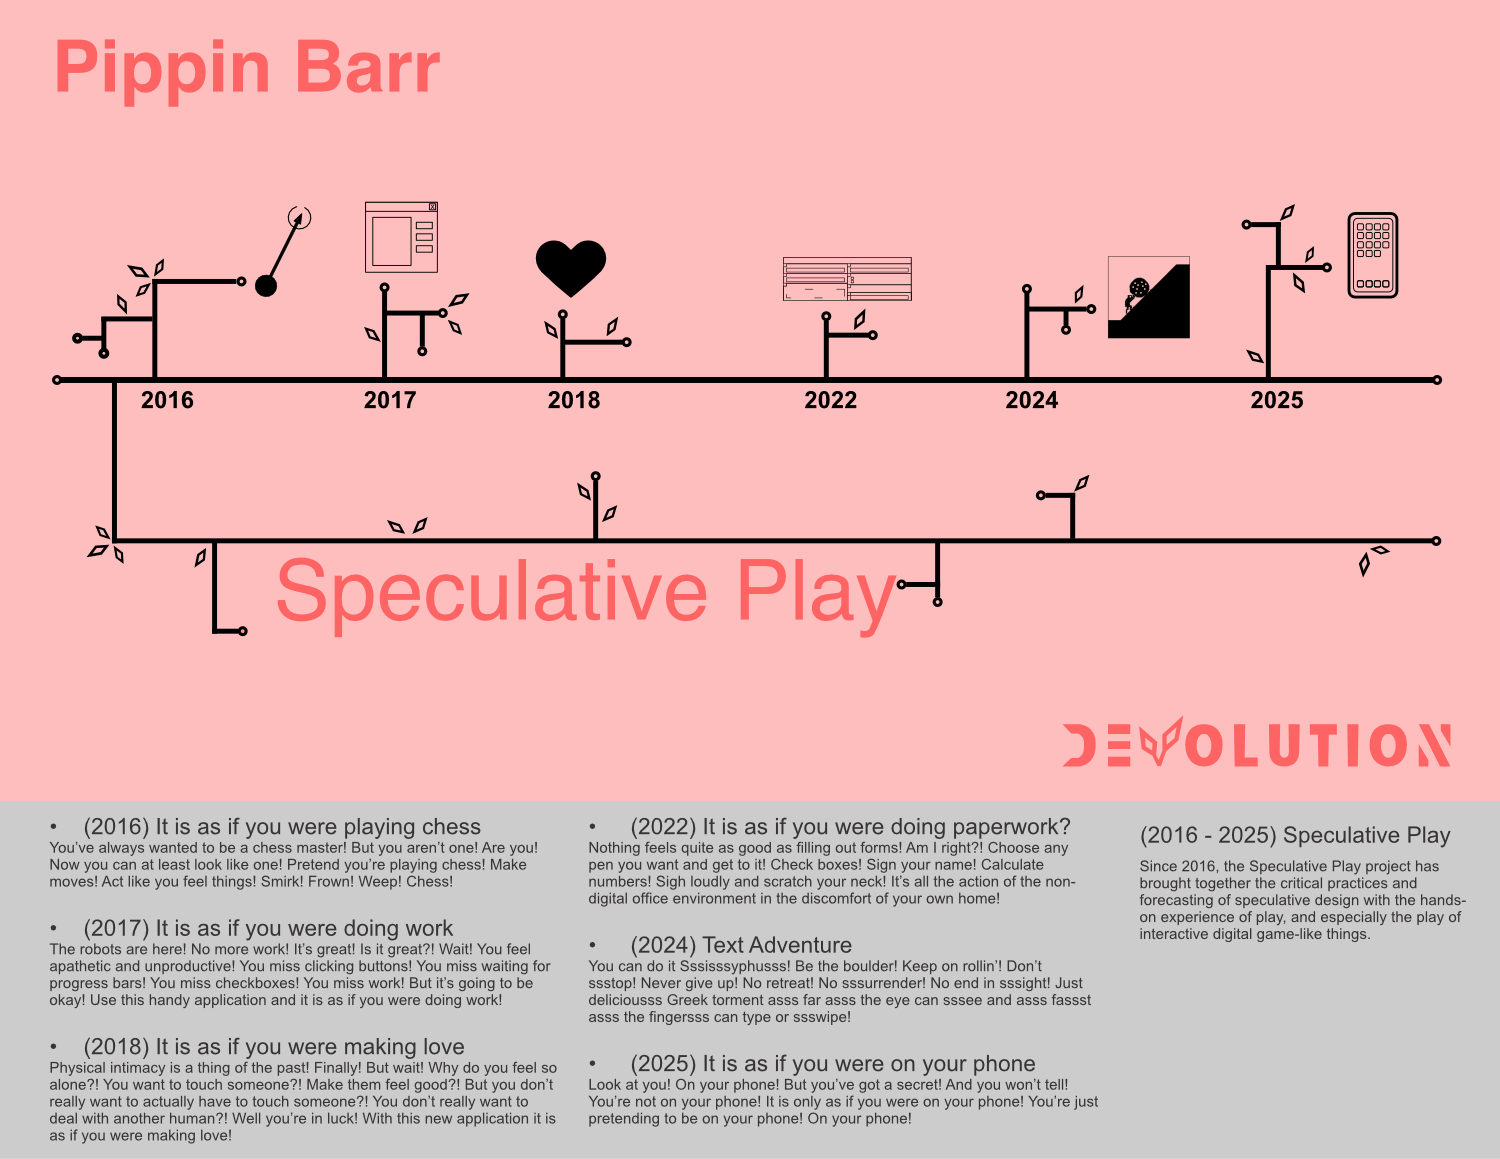 Pippin Barr
2016
2017
2018
2022
2024
2025
Speculative Play
DEVOLUTION
• (2016) It is as if you were playing chess
You’ve always wanted to be a chess master! But you aren’t one! Are you!
Now you can at least look like one! Pretend you’re playing chess! Make
moves! Act like you feel things! Smirk! Frown! Weep! Chess!
• (2017) It is as if you were doing work
The robots are here! No more work! It’s great! Is it great?! Wait! You feel
apathetic and unproductive! You miss clicking buttons! You miss waiting for
progress bars! You miss checkboxes! You miss work! But it’s going to be
okay! Use this handy application and it is as if you were doing work!
• (2018) It is as if you were making love
Physical intimacy is a thing of the past! Finally! But wait! Why do you feel so
alone?! You want to touch someone?! Make them feel good?! But you don’t
really want to actually have to touch someone?! You don’t really want to
deal with another human?! Well you’re in luck! With this new application it is
as if you were making love!
• (2022) It is as if you were doing paperwork?
Nothing feels quite as good as filling out forms! Am I right?! Choose any
pen you want and get to it! Check boxes! Sign your name! Calculate
numbers! Sigh loudly and scratch your neck! It’s all the action of the non-
digital office environment in the discomfort of your own home!
• (2024) Text Adventure
You can do it Sssisssyphusss! Be the boulder! Keep on rollin’! Don’t
ssstop! Never give up! No retreat! No sssurrender! No end in sssight! Just
delicioussss Greek torment asss far asss the eye can sssee and asss fassst
asss the fingersss can type or ssswipe!
• (2025) It is as if you were on your phone
Look at you! On your phone! But you’ve got a secret! And you won’t tell!
You’re not on your phone! It is only as if you were on your phone! You’re just
pretending to be on your phone! On your phone!
(2016 - 2025) Speculative Play
Since 2016, the Speculative Play project has
brought together the critical practices and
forecasting of speculative design with the hands-
on experience of play, and especially the play of
interactive digital game-like things.